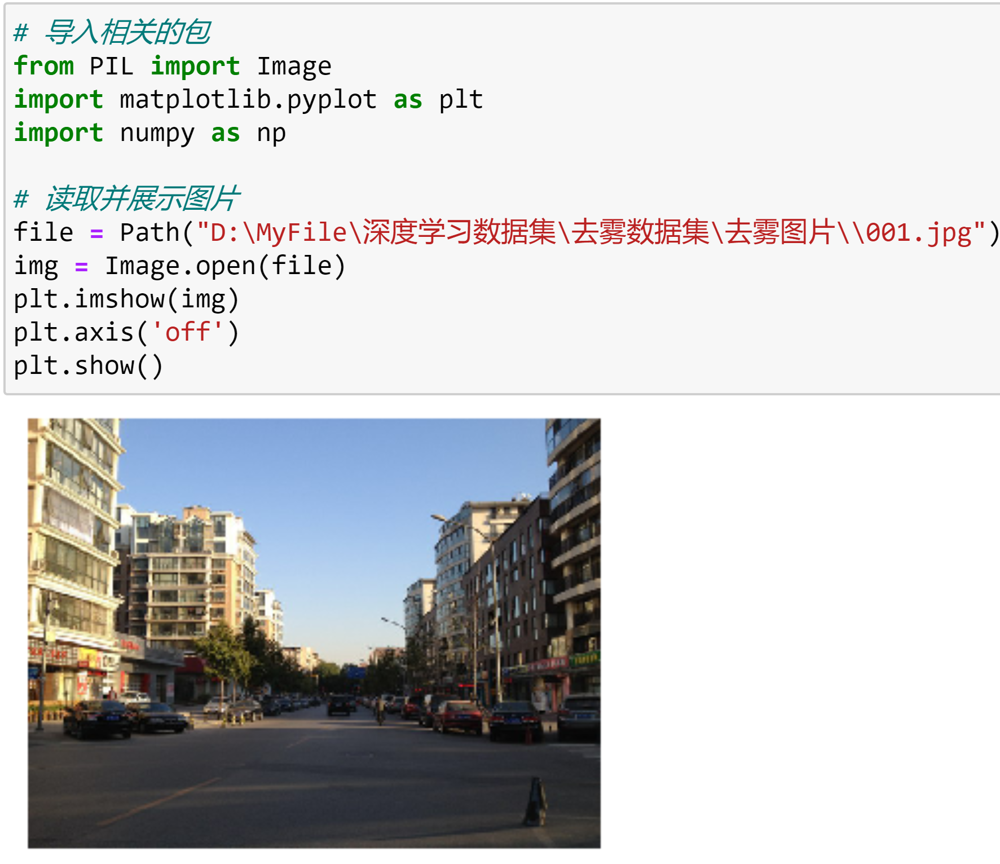 # 导入相关的包
from PIL import Image
import matplotlib.pyplot as plt
import numpy as np
# 读取并展示图片
file = Path("D:\MyFile\深度学习数据集\去雾数据集\去雾图片\\001.jpg")
img = Image.open(file)
plt.imshow(img)
plt.axis('off')
plt.show()